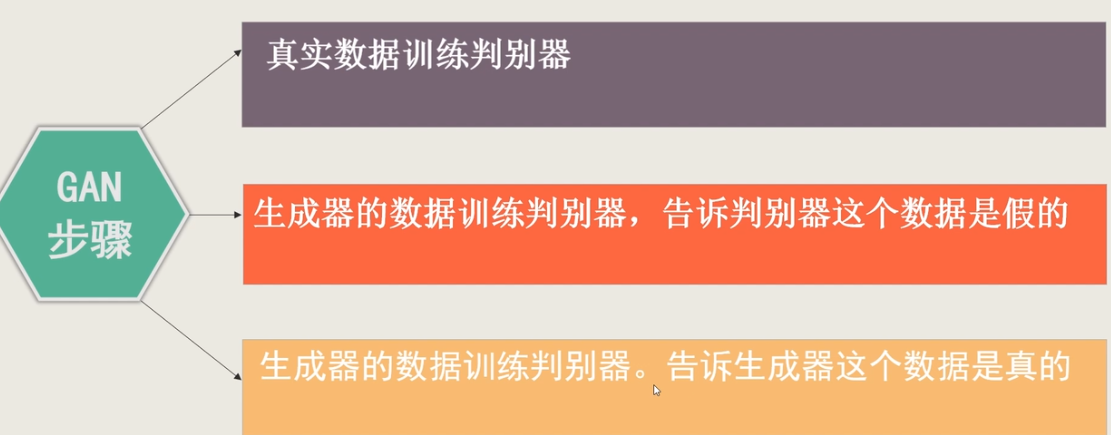 真实数据训练判别器
GAN
步骤
生成器的数据训练判别器，告诉判别器这个数据是假的
生成器的数据训练判别器。告诉生成器这个数据是真的